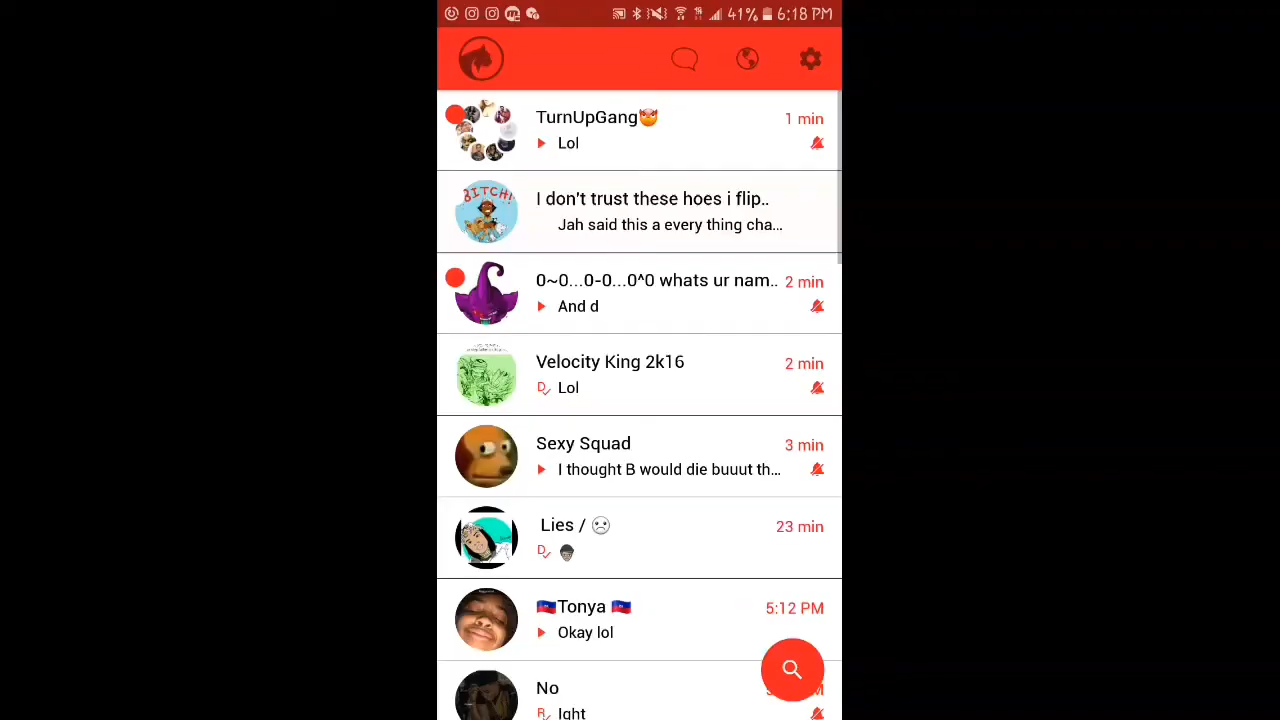 41% 6:18 PM
TurnUpGang😈 1 min
Lol
BITCH!
I don't trust these hoes i flip..
Jah said this a every thing cha...
0~0...0-0...0^0 whats ur nam.. 2 min
And d
Velocity King 2k16 2 min
D Lol
Sexy Squad 3 min
I thought B would die buuut th...
Lies / ☹ 23 min
D
🇭🇹Tonya 🇭🇹 5:12 PM
Okay lol
No
R Ight